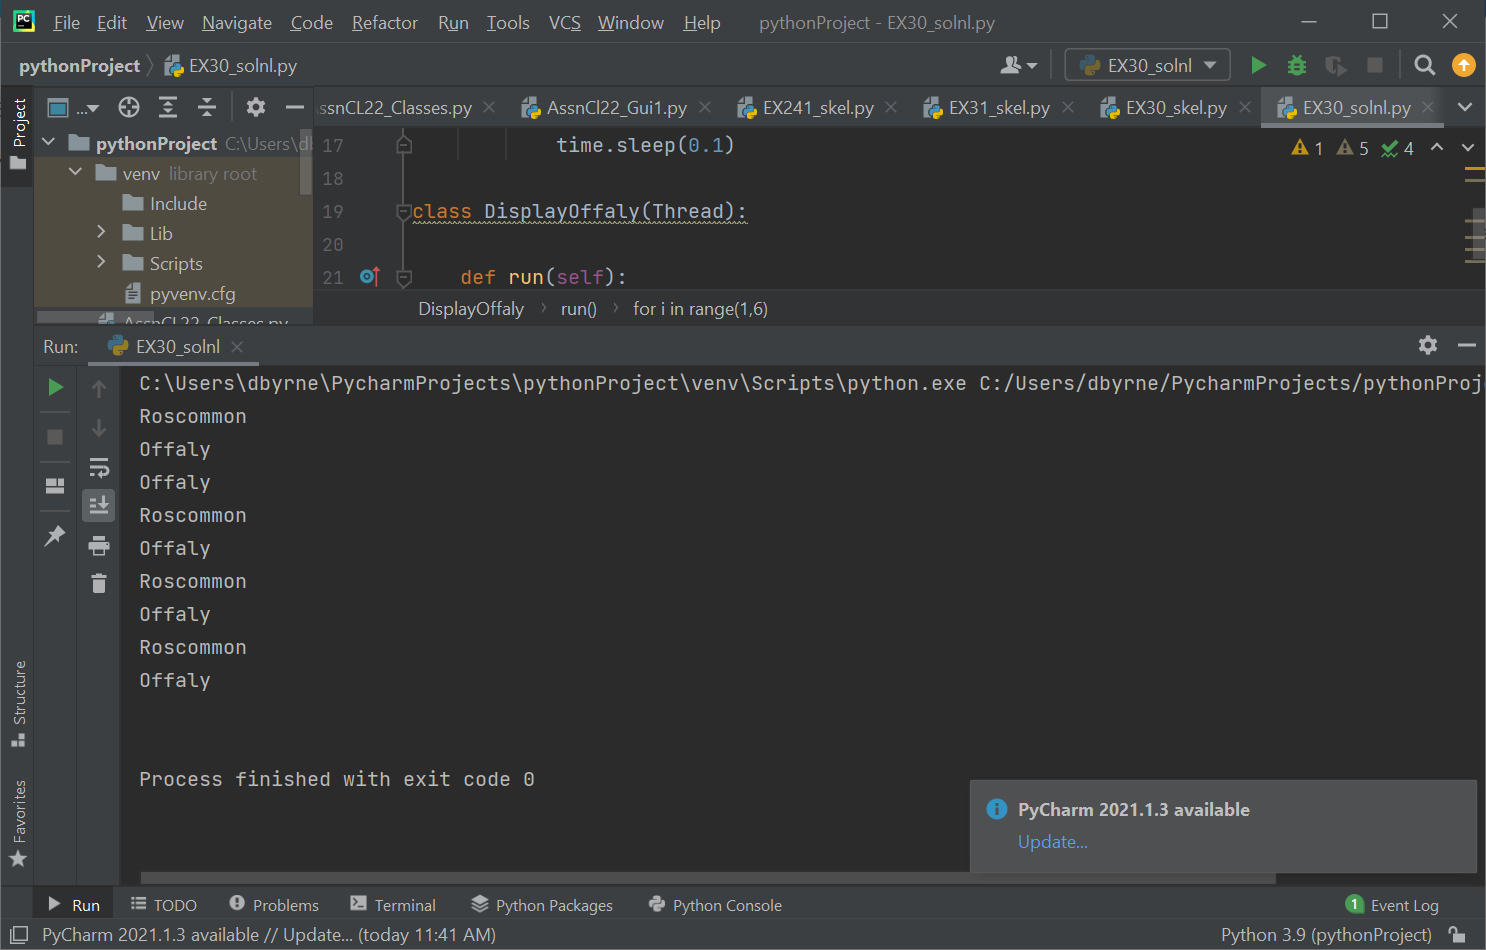 PC File Edit View Navigate Code Refactor Run Tools VCS Window Help pythonProject - EX30_solnl.py
pythonProject EX30_solnl.py EX30_solnl
Project
... ssnCL22_Classes.py AssnCl22_Gui1.py EX241_skel.py EX31_skel.py EX30_skel.py EX30_solnl.py
pythonProject C:\Users\db
venv library root
Include
Lib
Scripts
pyvenv.cfg
AssnCL22_Classes.py
17 time.sleep(0.1)
1 5 4
18
19 class DisplayOffaly(Thread):
20
21 def run(self):
DisplayOffaly run() for i in range(1,6)
Run: EX30_solnl
C:\Users\dbyrne\PycharmProjects\pythonProject\venv\Scripts\python.exe C:/Users/dbyrne/PycharmProjects/pythonProj
Roscommon
Offaly
Offaly
Roscommon
Offaly
Roscommon
Offaly
Roscommon
Offaly
Process finished with exit code 0
Structure
Favorites
PyCharm 2021.1.3 available
Update...
Run TODO Problems Terminal Python Packages Python Console 1 Event Log
PyCharm 2021.1.3 available // Update... (today 11:41 AM) Python 3.9 (pythonProject)